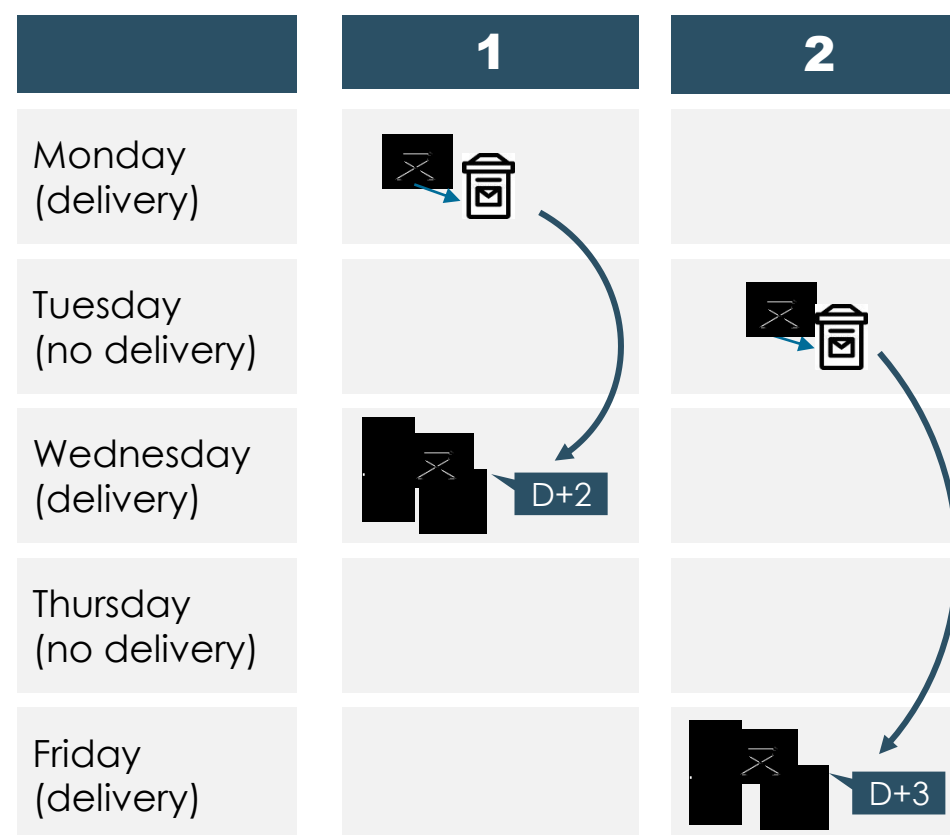 1
2
Monday
(delivery)
Tuesday
(no delivery)
Wednesday
(delivery)
D+2
Thursday
(no delivery)
Friday
(delivery)
D+3